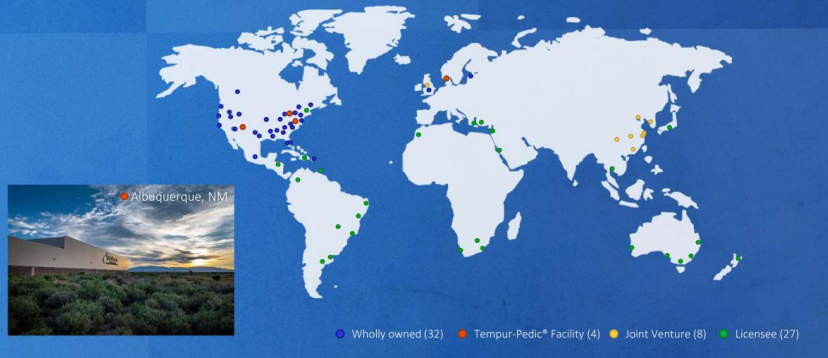 Albuquerque, NM
Wholly owned (32) Tempur-Pedic® Facility (4) Joint Venture (8) Licensee (27)